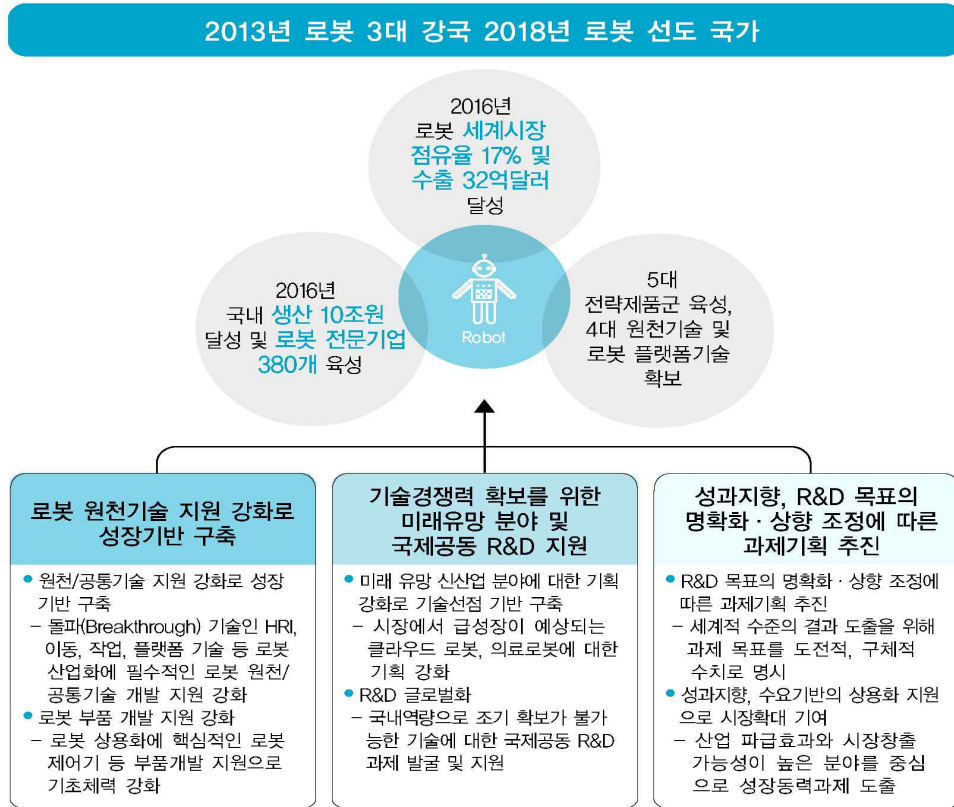 2013년 로봇 3대 강국 2018년 로봇 선도 국가
2016년
로봇 세계시장
점유율 17% 및
수출 32억달러
달성
2016년
국내 생산 10조원
달성 및 로봇 전문기업
380개 육성
Robot
5대
전략제품군 육성,
4대 원천기술 및
로봇 플랫폼기술
확보
로봇 원천기술 지원 강화로
성장기반 구축
• 원천/공통기술 지원 강화로 성장
기반 구축
– 돌파(Breakthrough) 기술인 HRI,
이동, 작업, 플랫폼 기술 등 로봇
산업화에 필수적인 로봇 원천/
공통기술 개발 지원 강화
• 로봇 부품 개발 지원 강화
– 로봇 상용화에 핵심적인 로봇
제어기 등 부품개발 지원으로
기초체력 강화
기술경쟁력 확보를 위한
미래유망 분야 및
국제공동 R&D 지원
• 미래 유망 신산업 분야에 대한 기획
강화로 기술선점 기반 구축
– 시장에서 급성장이 예상되는
클라우드 로봇, 의료로봇에 대한
기획 강화
• R&D 글로벌화
– 국내역량으로 조기 확보가 불가
능한 기술에 대한 국제공동 R&D
과제 발굴 및 지원
성과지향, R&D 목표의
명확화 · 상향 조정에 따른
과제기획 추진
• R&D 목표의 명확화 · 상향 조정에
따른 과제기획 추진
– 세계적 수준의 결과 도출을 위해
과제 목표를 도전적, 구체적
수치로 명시
• 성과지향, 수요기반의 상용화 지원
으로 시장확대 기여
– 산업 파급효과와 시장창출
가능성이 높은 분야를 중심
으로 성장동력과제 도출